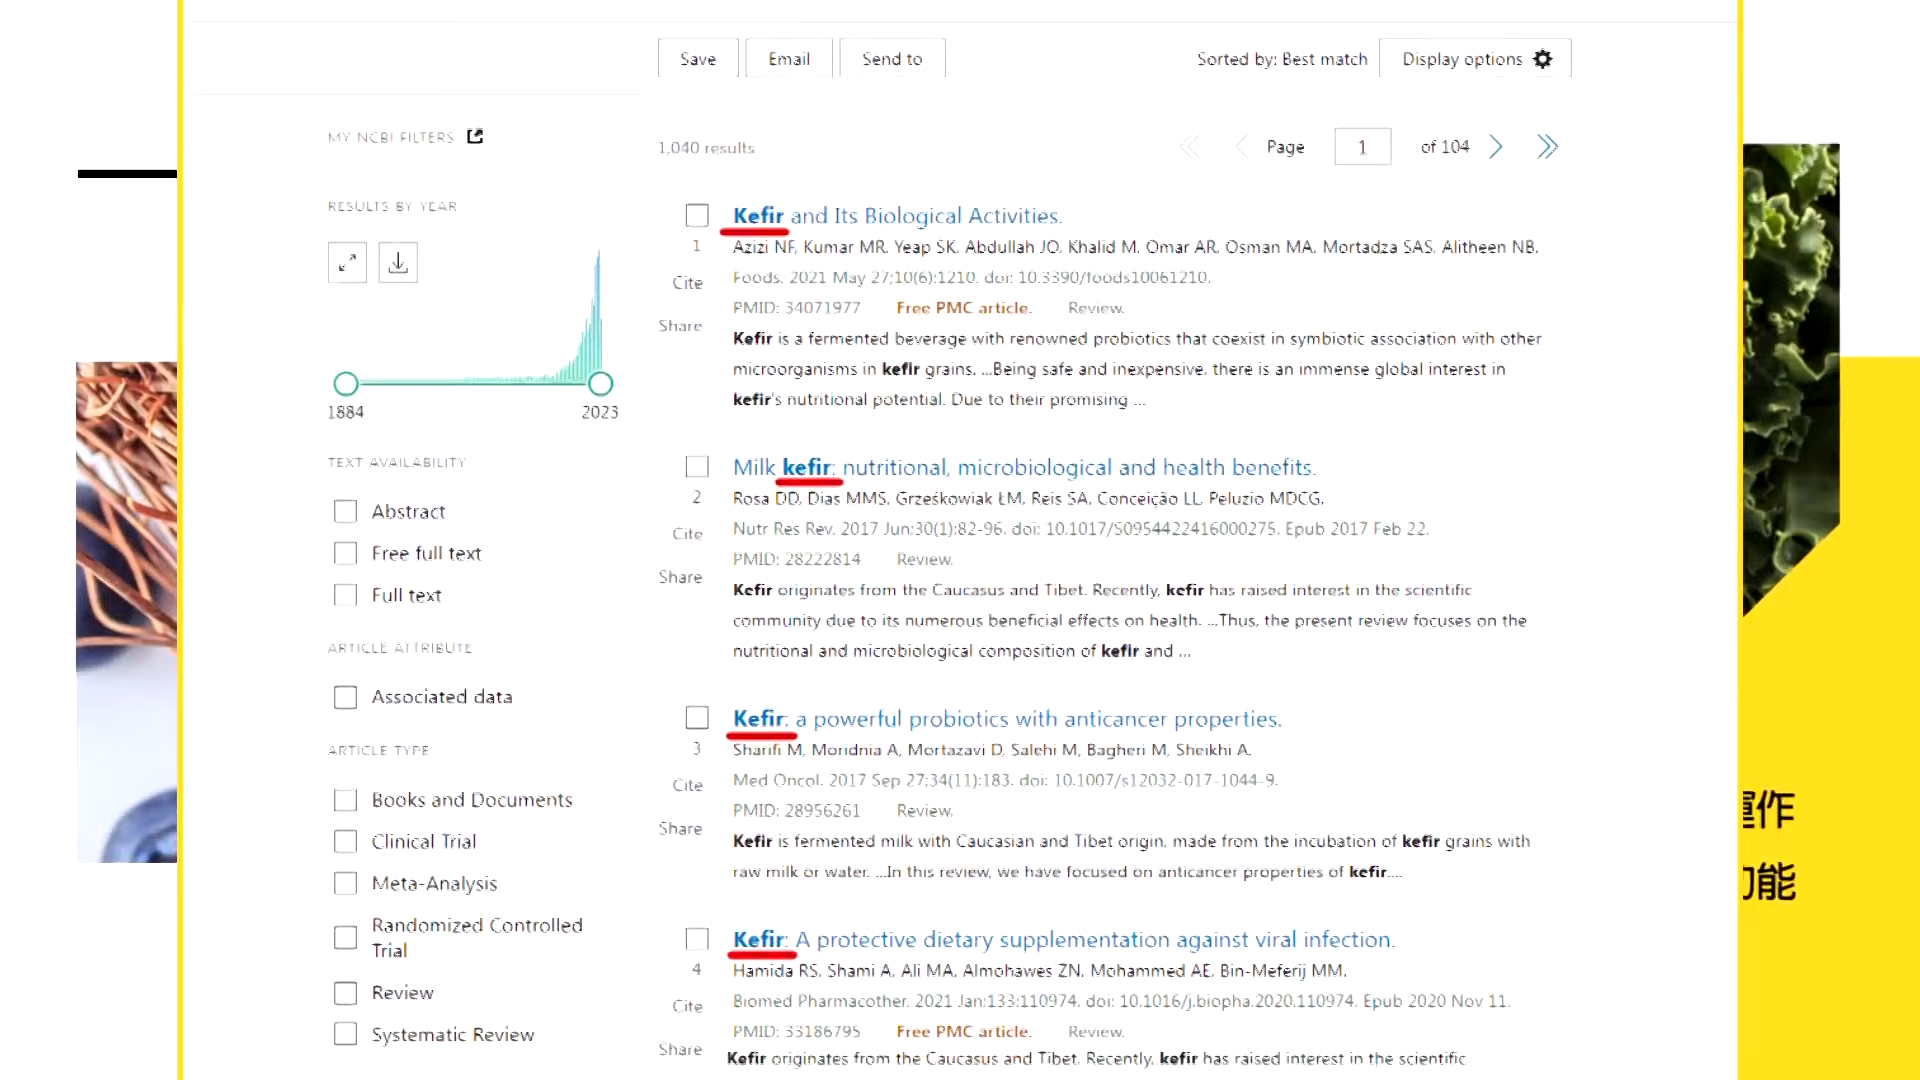 Save Email Send to Sorted by: Best match Display options
MY NCBI FILTERS
1,040 results Page 1 of 104
RESULTS BY YEAR
1884 2023
TEXT AVAILABILITY
Abstract
Free full text
Full text
ARTICLE ATTRIBUTE
Associated data
ARTICLE TYPE
Books and Documents
Clinical Trial
Meta-Analysis
Randomized Controlled
Trial
Review
Systematic Review
Kefir and Its Biological Activities.
1 Azizi NF, Kumar MR, Yeap SK, Abdullah JO, Khalid M, Omar AR, Osman MA, Mortadza SAS, Alitheen NB.
Cite Foods. 2021 May 27;10(6):1210. doi: 10.3390/foods10061210.
PMID: 34071977 Free PMC article. Review.
Share
Kefir is a fermented beverage with renowned probiotics that coexist in symbiotic association with other
microorganisms in kefir grains. ...Being safe and inexpensive, there is an immense global interest in
kefir's nutritional potential. Due to their promising ...
Milk kefir: nutritional, microbiological and health benefits.
2 Rosa DD, Dias MMS, Grześkowiak ŁM, Reis SA, Conceição LL, Peluzio MDCG.
Cite Nutr Res Rev. 2017 Jun;30(1):82-96. doi: 10.1017/S0954422416000275. Epub 2017 Feb 22.
PMID: 28222814 Review.
Share
Kefir originates from the Caucasus and Tibet. Recently, kefir has raised interest in the scientific
community due to its numerous beneficial effects on health. ...Thus, the present review focuses on the
nutritional and microbiological composition of kefir and ...
Kefir: a powerful probiotics with anticancer properties.
3 Sharifi M, Moridnia A, Mortazavi D, Salehi M, Bagheri M, Sheikhi A.
Cite Med Oncol. 2017 Sep 27;34(11):183. doi: 10.1007/s12032-017-1044-9.
PMID: 28956261 Review.
Share
Kefir is fermented milk with Caucasian and Tibet origin, made from the incubation of kefir grains with
raw milk or water. ...In this review, we have focused on anticancer properties of kefir....
Kefir: A protective dietary supplementation against viral infection.
4 Hamida RS, Shami A, Ali MA, Almohawes ZN, Mohammed AE, Bin-Meferij MM.
Cite Biomed Pharmacother. 2021 Jan;133:110974. doi: 10.1016/j.biopha.2020.110974. Epub 2020 Nov 11.
PMID: 33186795 Free PMC article. Review.
Share
Kefir originates from the Caucasus and Tibet. Recently, kefir has raised interest in the scientific
作
能